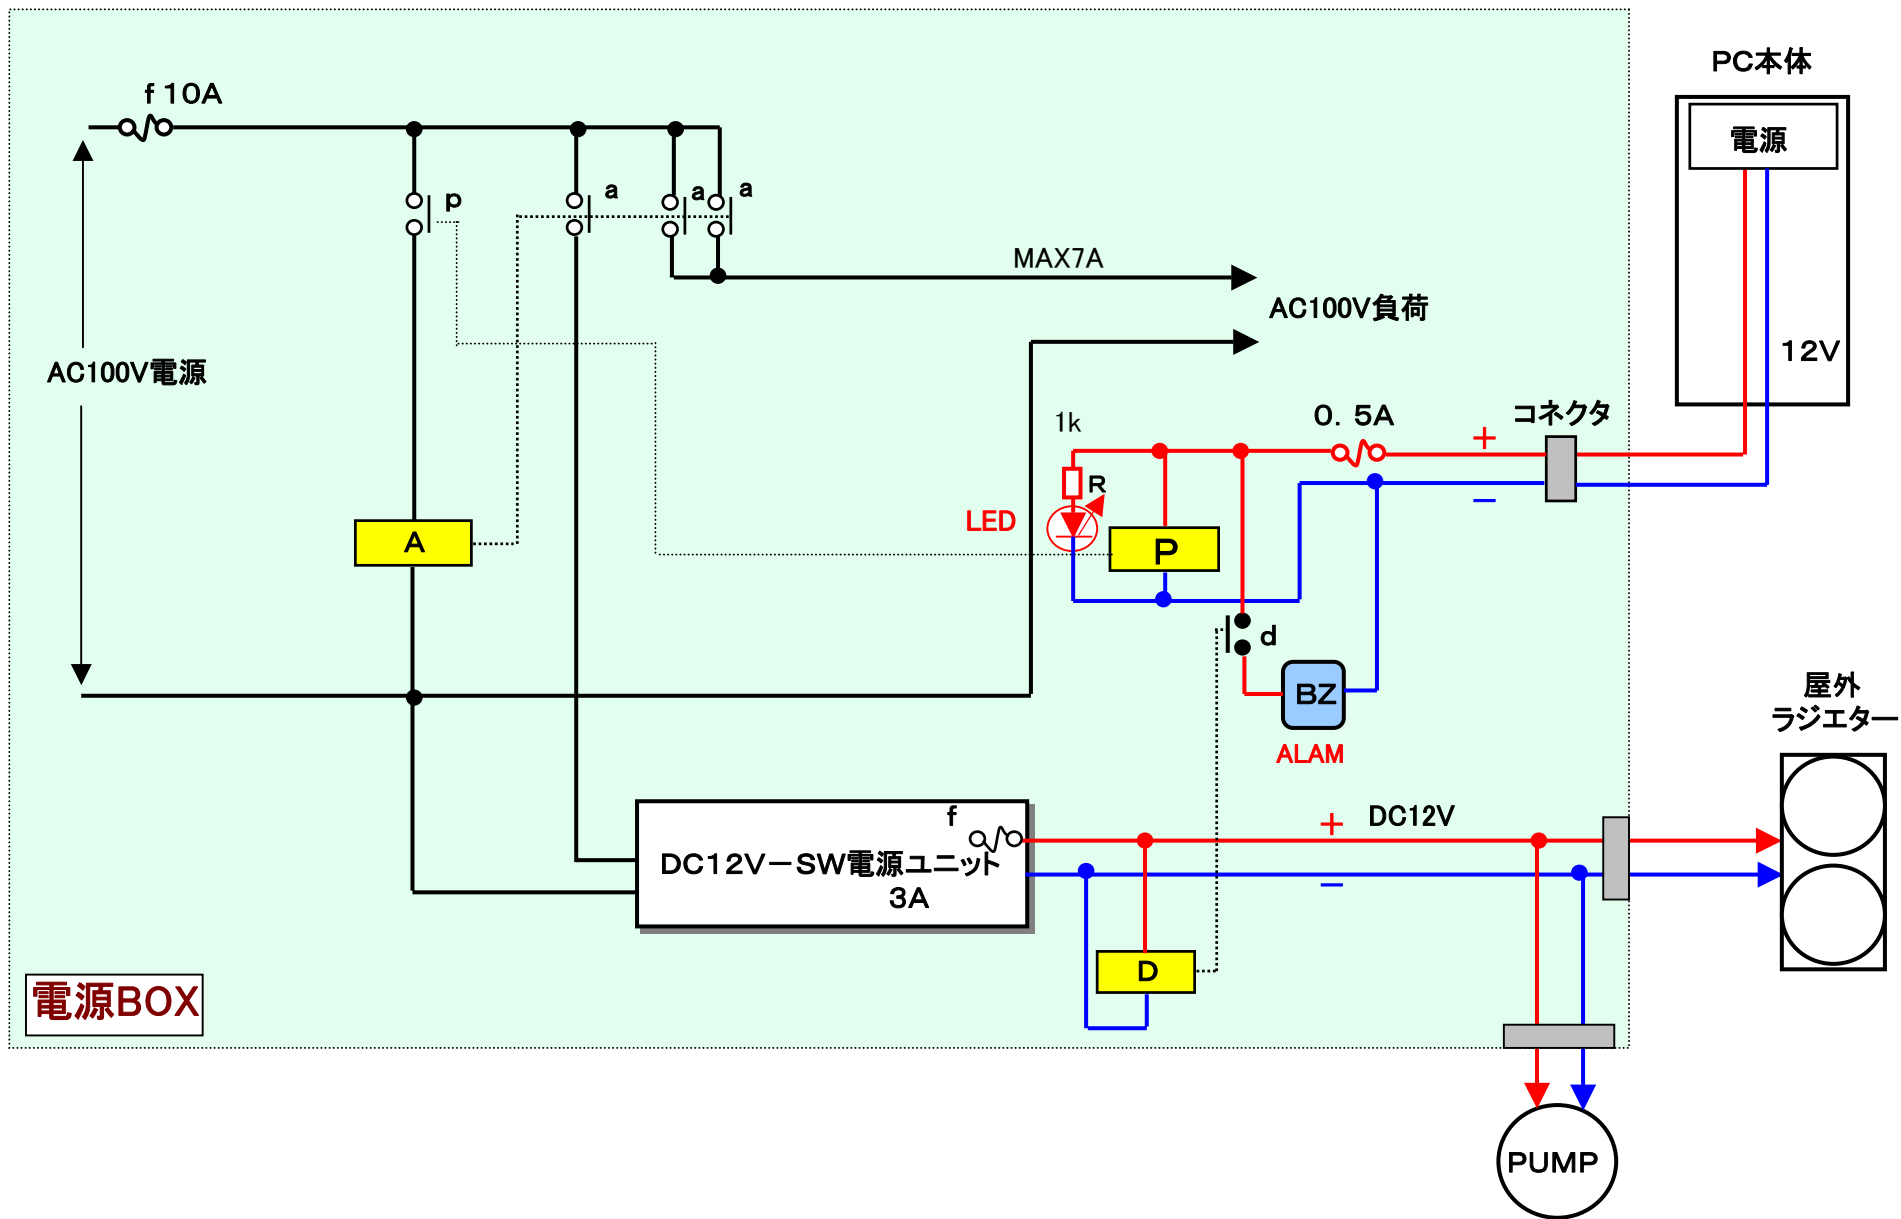 PC本体
f 10A
電源
p
a
a
a
MAX7A
AC100V負荷
12V
AC100V電源
1k
0. 5A
コネクタ
+
R
−
LED
A
P
d
BZ
ALAM
屋外
ラジエター
f
+
DC12V
DC12V−SW電源ユニット
3A
−
D
電源BOX
PUMP